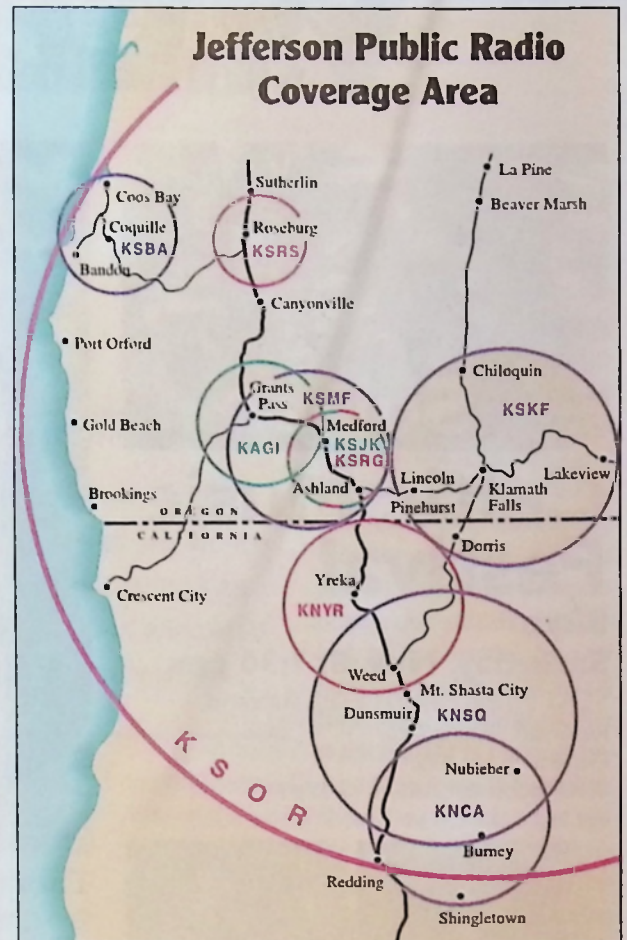 Jefferson Public Radio
Coverage Area
La Pine
Sutherlin
Coos Bay
Beaver Marsh
Coquille
KSBA
Roseburg
KSRS
Bandon
Canyonville
Port Orford
Chiloquin
Grants
Pass
KSMF
KSKF
Gold Beach
Medford
KAGI
KSJK
KSRG
Lakeview
Ashland
Lincoln
Klamath
Falls
Pinehurst
Brookings
OREGON
CALIFORNIA
Dorris
Crescent City
Yreka
KNYR
Weed
Mt. Shasta City
Dunsmuir
KNSQ
KSOR
Nubieber
KNCA
Burney
Redding
Shingletown